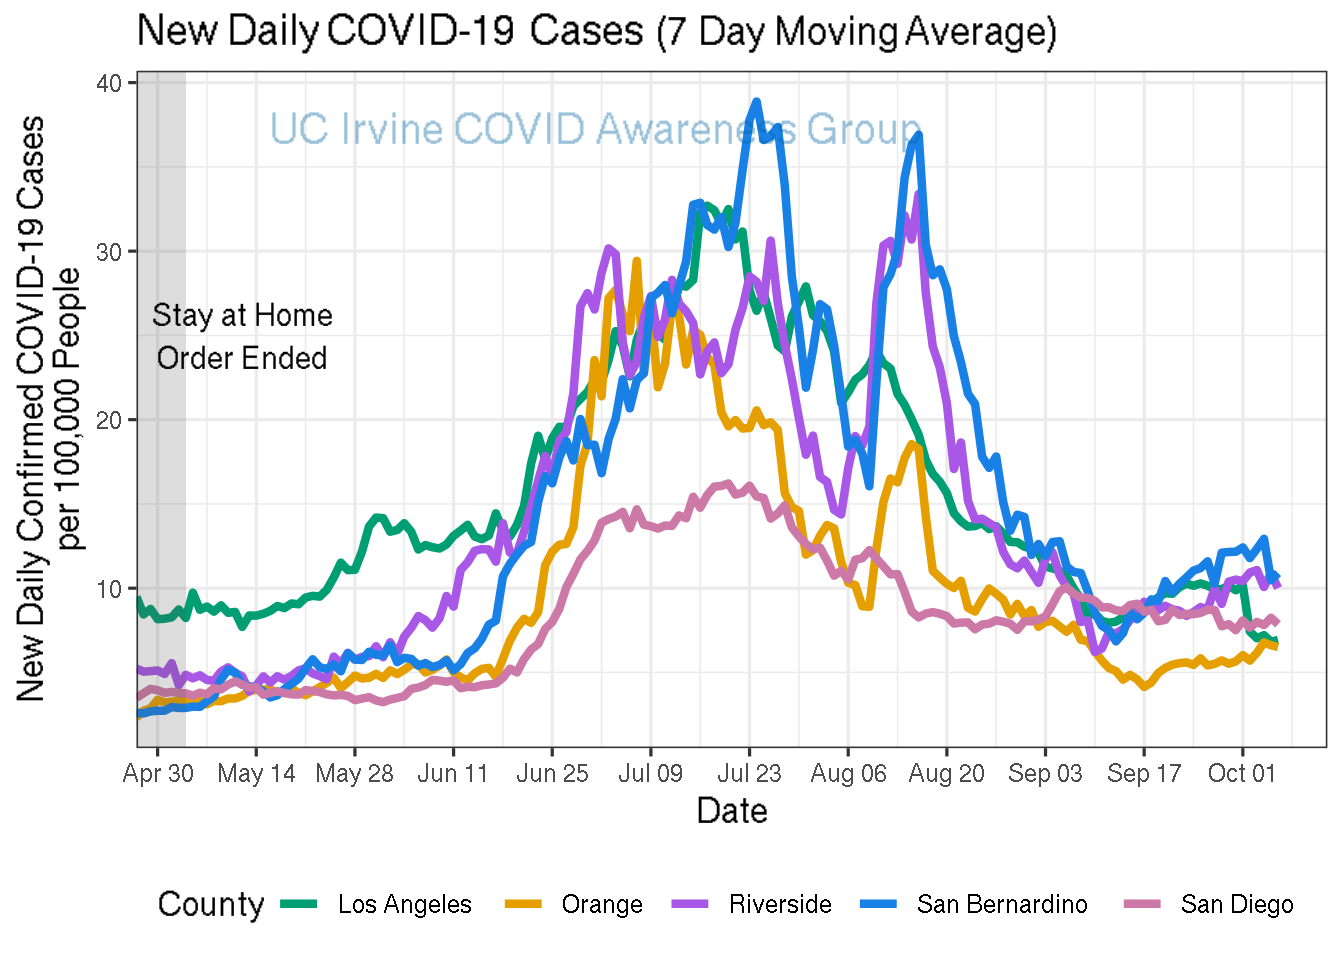 New Daily COVID-19 Cases (7 Day Moving Average)
UC Irvine COVID Awareness Group
Stay at Home
Order Ended
New Daily Confirmed COVID-19 Cases
per 100,000 People
40
30
20
10
Apr 30 May 14 May 28 Jun 11 Jun 25 Jul 09 Jul 23 Aug 06 Aug 20 Sep 03 Sep 17 Oct 01
Date
County Los Angeles Orange Riverside San Bernardino San Diego